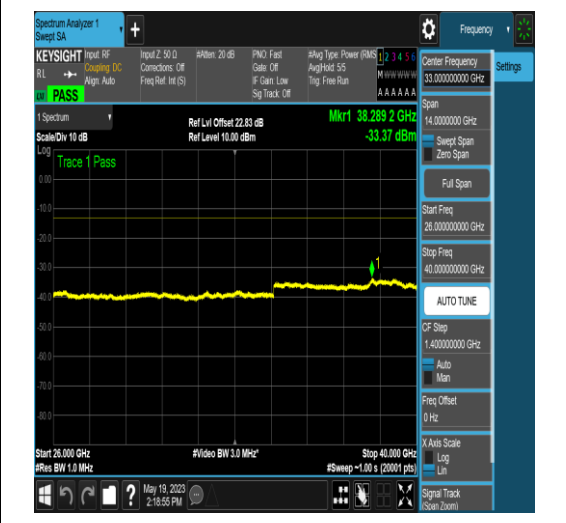 Spectrum Analyzer 1
Swept SA
Frequency
KEYSIGHT Input: RF
RL
Coupling: DC
Align: Auto
PASS
Input Z: 50 Ω
Corrections: Off
Freq Ref: Int (S)
#Atten: 20 dB
PNO: Fast
Gate: Off
IF Gain: Low
Sig Track: Off
#Avg Type: Power (RMS
Avg|Hold: 5/5
Trig: Free Run
1 2 3 4 5 6
M W W W W W
A A A A A A
1 Spectrum
Scale/Div 10 dB
Ref Lvl Offset 22.83 dB
Ref Level 10.00 dBm
Mkr1 38.289 2 GHz
-33.37 dBm
Log
Trace 1 Pass
0.00
-10.0
-20.0
-30.0
-40.0
-50.0
-60.0
-70.0
-80.0
1
Start 26.000 GHz
#Res BW 1.0 MHz
#Video BW 3.0 MHz*
Stop 40.000 GHz
#Sweep ~1.00 s (20001 pts)
Center Frequency
33.000000000 GHz
Settings
Span
14.0000000 GHz
Swept Span
Zero Span
Full Span
Start Freq
26.000000000 GHz
Stop Freq
40.000000000 GHz
AUTO TUNE
CF Step
1.400000000 GHz
Auto
Man
Freq Offset
0 Hz
X Axis Scale
Log
Lin
Signal Track
(Span Zoom)
?
May 19, 2023
2:18:55 PM